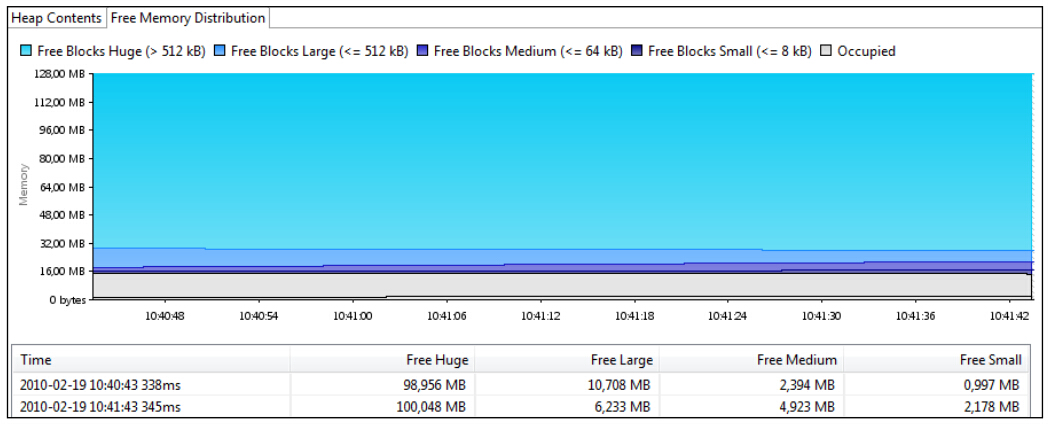 Heap Contents Free Memory Distribution
Free Blocks Huge (> 512 kB) Free Blocks Large (<= 512 kB) Free Blocks Medium (<= 64 kB) Free Blocks Small (<= 8 kB) Occupied
128,00 MB
112,00 MB
96,00 MB
80,00 MB
64,00 MB
48,00 MB
32,00 MB
16,00 MB
0 bytes
Memory
10:40:48 10:40:54 10:41:00 10:41:06 10:41:12 10:41:18 10:41:24 10:41:30 10:41:36 10:41:42
Time Free Huge Free Large Free Medium Free Small
2010-02-19 10:40:43 338ms 98,956 MB 10,708 MB 2,394 MB 0,997 MB
2010-02-19 10:41:43 345ms 100,048 MB 6,233 MB 4,923 MB 2,178 MB